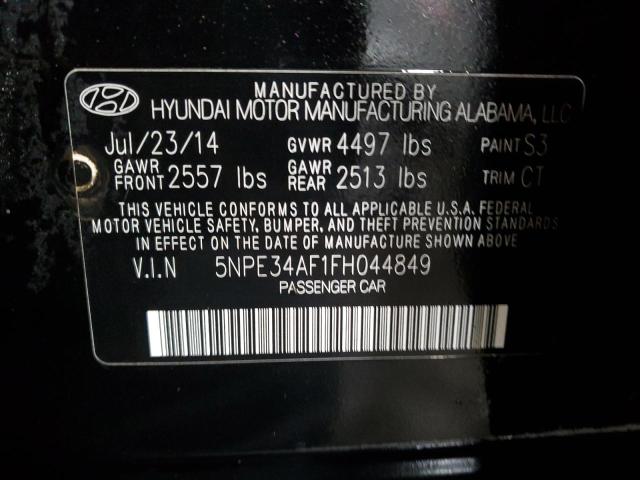 MANUFACTURED BY
HYUNDAI MOTOR MANUFACTURING ALABAMA, LLC
Jul/23/14 GVWR 4497 lbs PAINT S3
GAWR FRONT 2557 lbs GAWR REAR 2513 lbs TRIM CT
THIS VEHICLE CONFORMS TO ALL APPLICABLE U.S.A. FEDERAL
MOTOR VEHICLE SAFETY, BUMPER, AND THEFT PREVENTION STANDARDS
IN EFFECT ON THE DATE OF MANUFACTURE SHOWN ABOVE.
V.I.N 5NPE34AF1FH044849
PASSENGER CAR